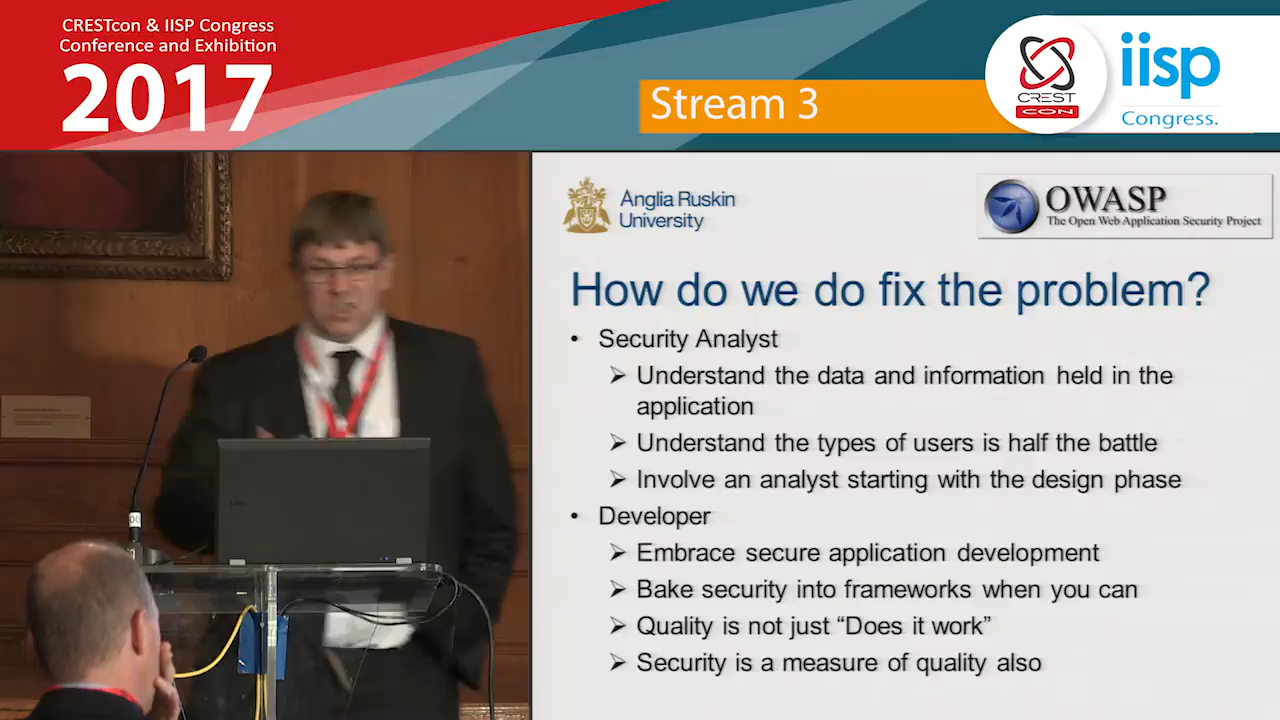 CRESTcon & IISP Congress
Conference and Exhibition
2017
Stream 3
CREST
CON
iisp
Congress.
Anglia Ruskin
University
OWASP
The Open Web Application Security Project
How do we do fix the problem?
• Security Analyst
➢ Understand the data and information held in the
application
➢ Understand the types of users is half the battle
➢ Involve an analyst starting with the design phase
• Developer
➢ Embrace secure application development
➢ Bake security into frameworks when you can
➢ Quality is not just “Does it work”
➢ Security is a measure of quality also